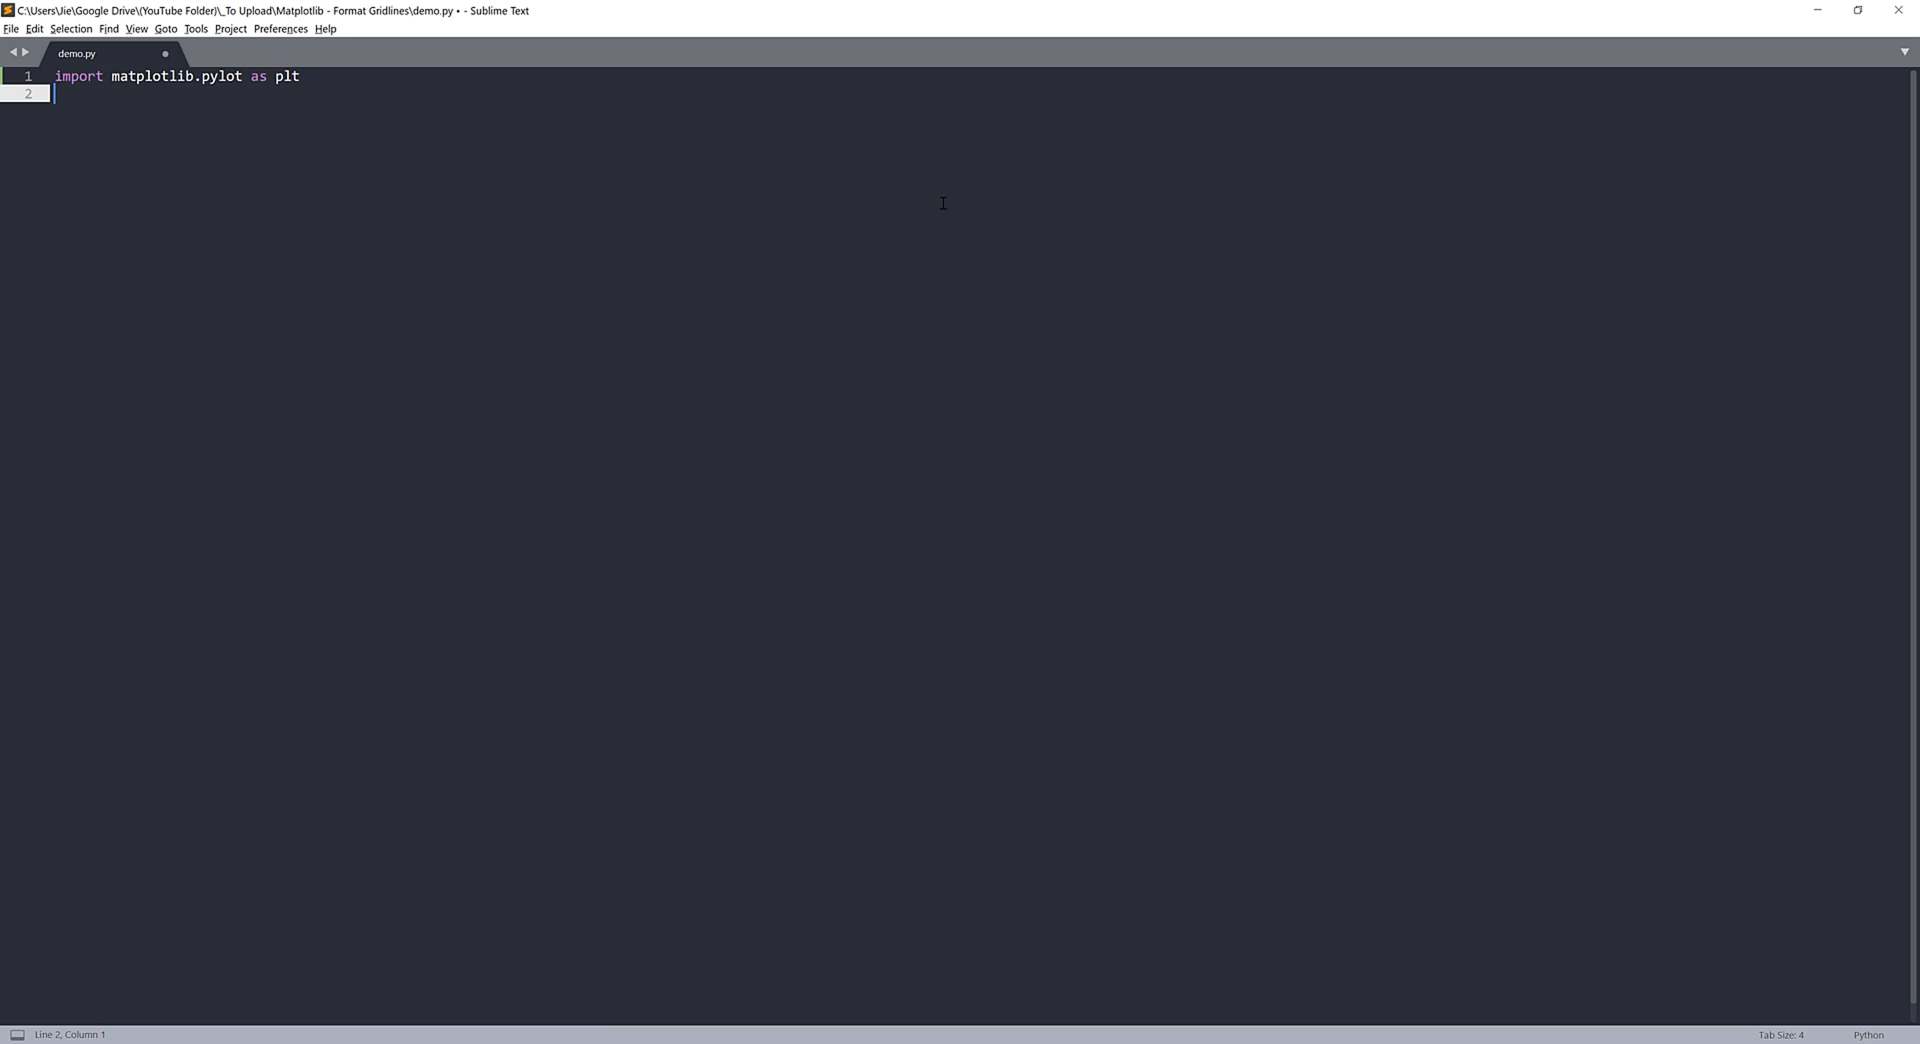 C:\Users\Jie\Google Drive\(YouTube Folder)\_To Upload\Matplotlib - Format Gridlines\demo.py • - Sublime Text
File Edit Selection Find View Goto Tools Project Preferences Help
demo.py
1 import matplotlib.pylot as plt
2
Line 2, Column 1
Tab Size: 4
Python